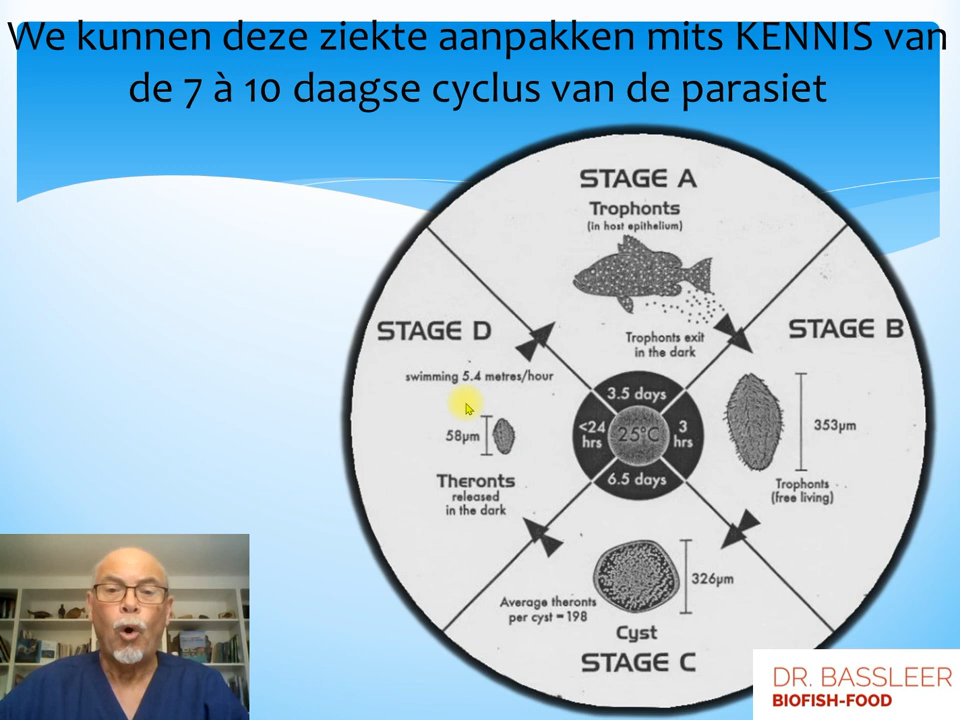 We kunnen deze ziekte aanpakken mits KENNIS van
de 7 à 10 daagse cyclus van de parasiet
STAGE A
Trophonts
(in host epithelium)
Trophonts exit
in the dark
STAGE B
353µm
Trophonts
(free living)
STAGE D
swimming 5.4 metres/hour
58µm
Theronts
released
in the dark
3.5 days
<24
hrs
25°C
3
hrs
6.5 days
326µm
Average theronts
per cyst = 198
Cyst
STAGE C
DR. BASSLEER
BIOFISH-FOOD